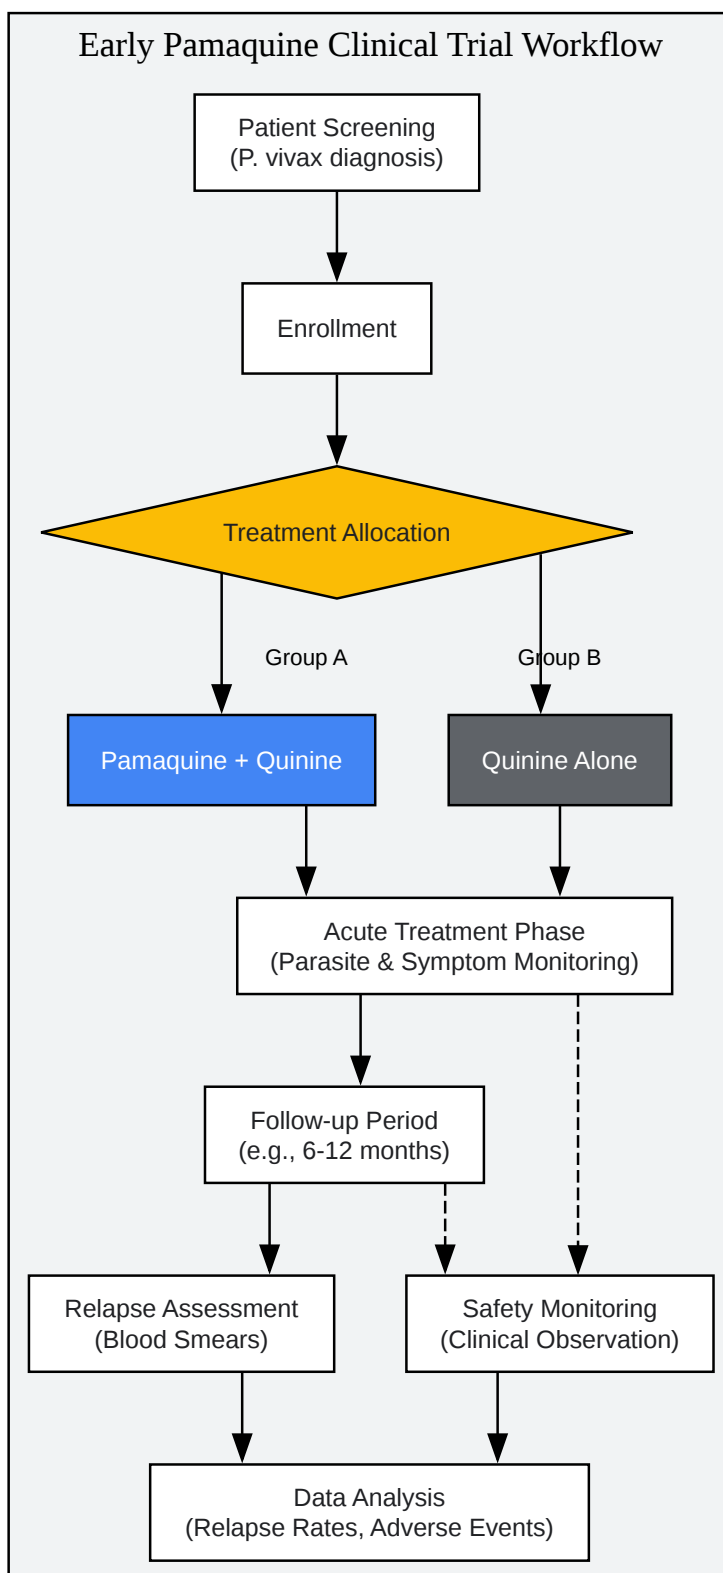 Early Pamaquine Clinical Trial Workflow
Patient Screening
(P. vivax diagnosis)
Enrollment
Treatment Allocation
Group A
Group B
Pamaquine + Quinine
Quinine Alone
Acute Treatment Phase
(Parasite & Symptom Monitoring)
Follow-up Period
(e.g., 6-12 months)
Relapse Assessment
(Blood Smears)
Safety Monitoring
(Clinical Observation)
Data Analysis
(Relapse Rates, Adverse Events)